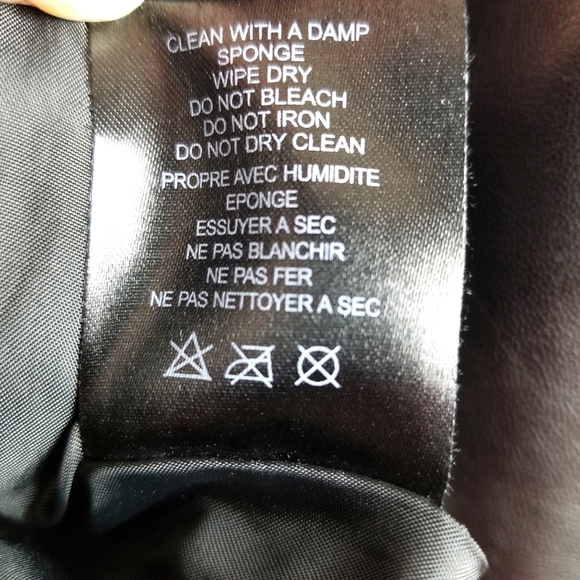 CLEAN WITH A DAMP
SPONGE
WIPE DRY
DO NOT BLEACH
DO NOT IRON
DO NOT DRY CLEAN
PROPRE AVEC HUMIDITE
EPONGE
ESSUYER A SEC
NE PAS BLANCHIR
NE PAS FER
NE PAS NETTOYER A SEC